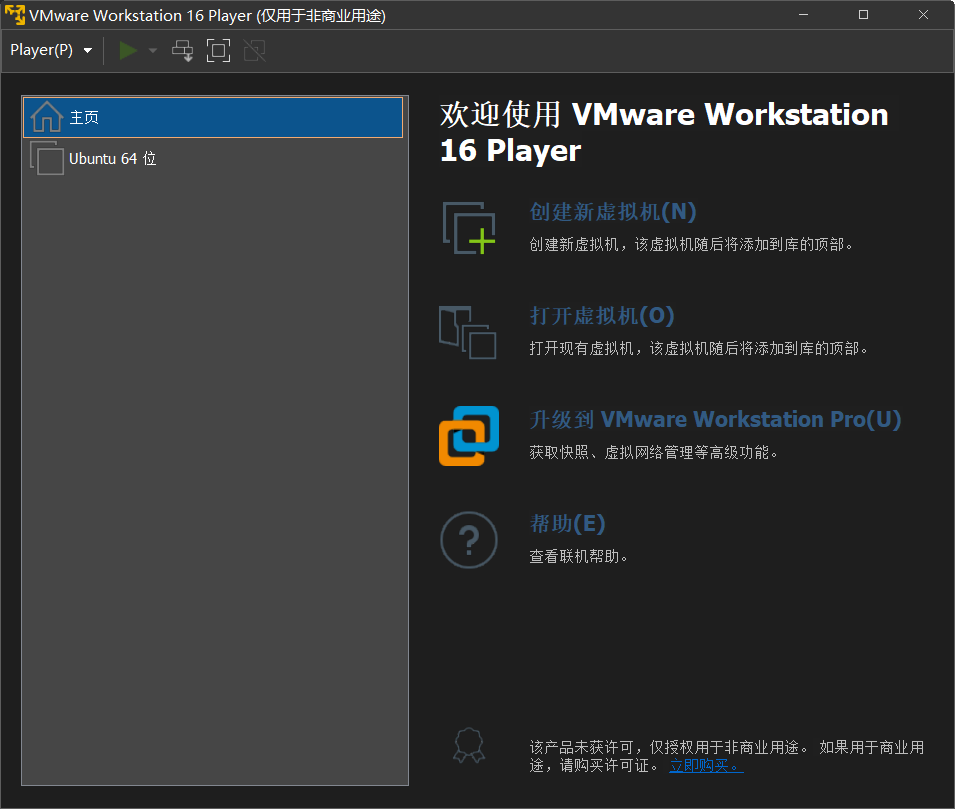 VMware Workstation 16 Player (仅用于非商业用途)
Player(P)
主页
Ubuntu 64 位
欢迎使用 VMware Workstation
16 Player
创建新虚拟机(N)
创建新虚拟机，该虚拟机随后将添加到库的顶部。
打开虚拟机(O)
打开现有虚拟机，该虚拟机随后将添加到库的顶部。
升级到 VMware Workstation Pro(U)
获取快照、虚拟网络管理等高级功能。
帮助(E)
查看联机帮助。
该产品未获许可，仅授权用于非商业用途。 如果用于商业用
途，请购买许可证。 立即购买。